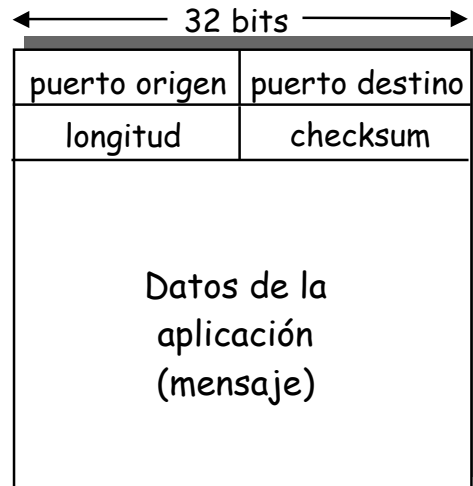 32 bits
puerto origen puerto destino
longitud checksum
Datos de la
aplicación
(mensaje)